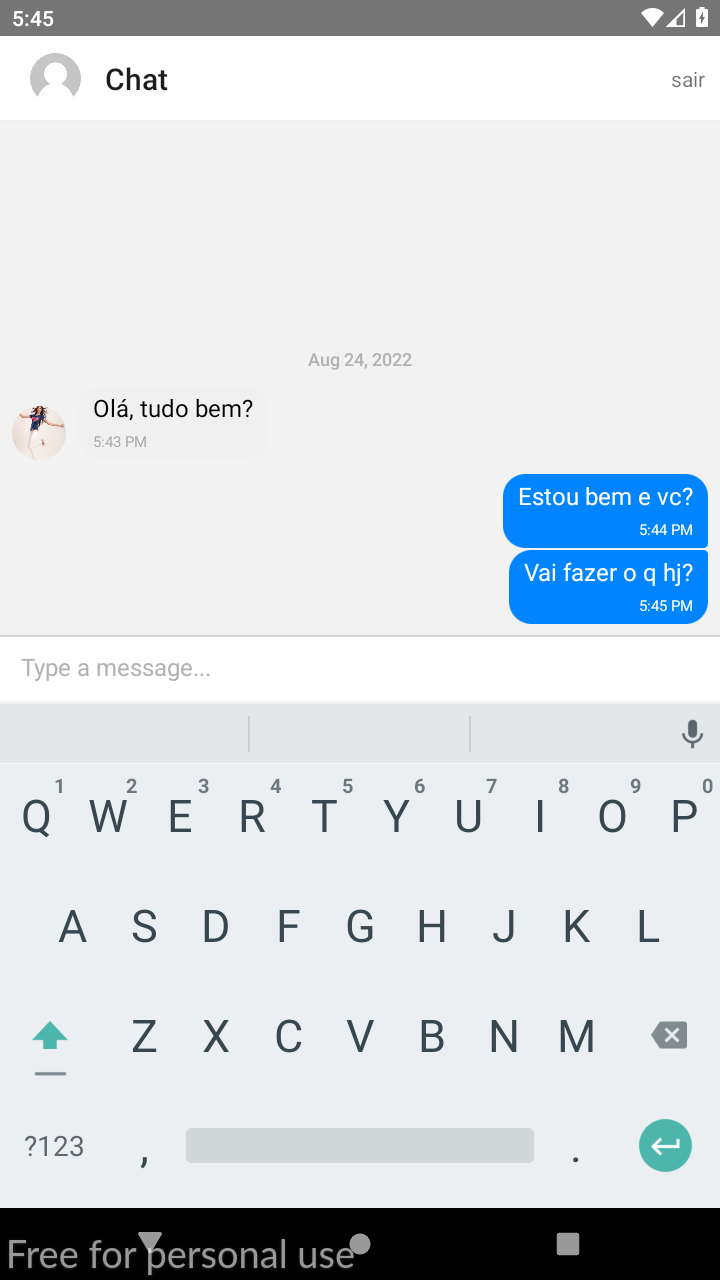 5:45
Chat
sair
Aug 24, 2022
Olá, tudo bem?
5:43 PM
Estou bem e vc?
5:44 PM
Vai fazer o q hj?
5:45 PM
Type a message...
1 2 3 4 5 6 7 8 9 0
Q W E R T Y U I O P
A S D F G H J K L
Z X C V B N M
?123 , .
Free for personal use